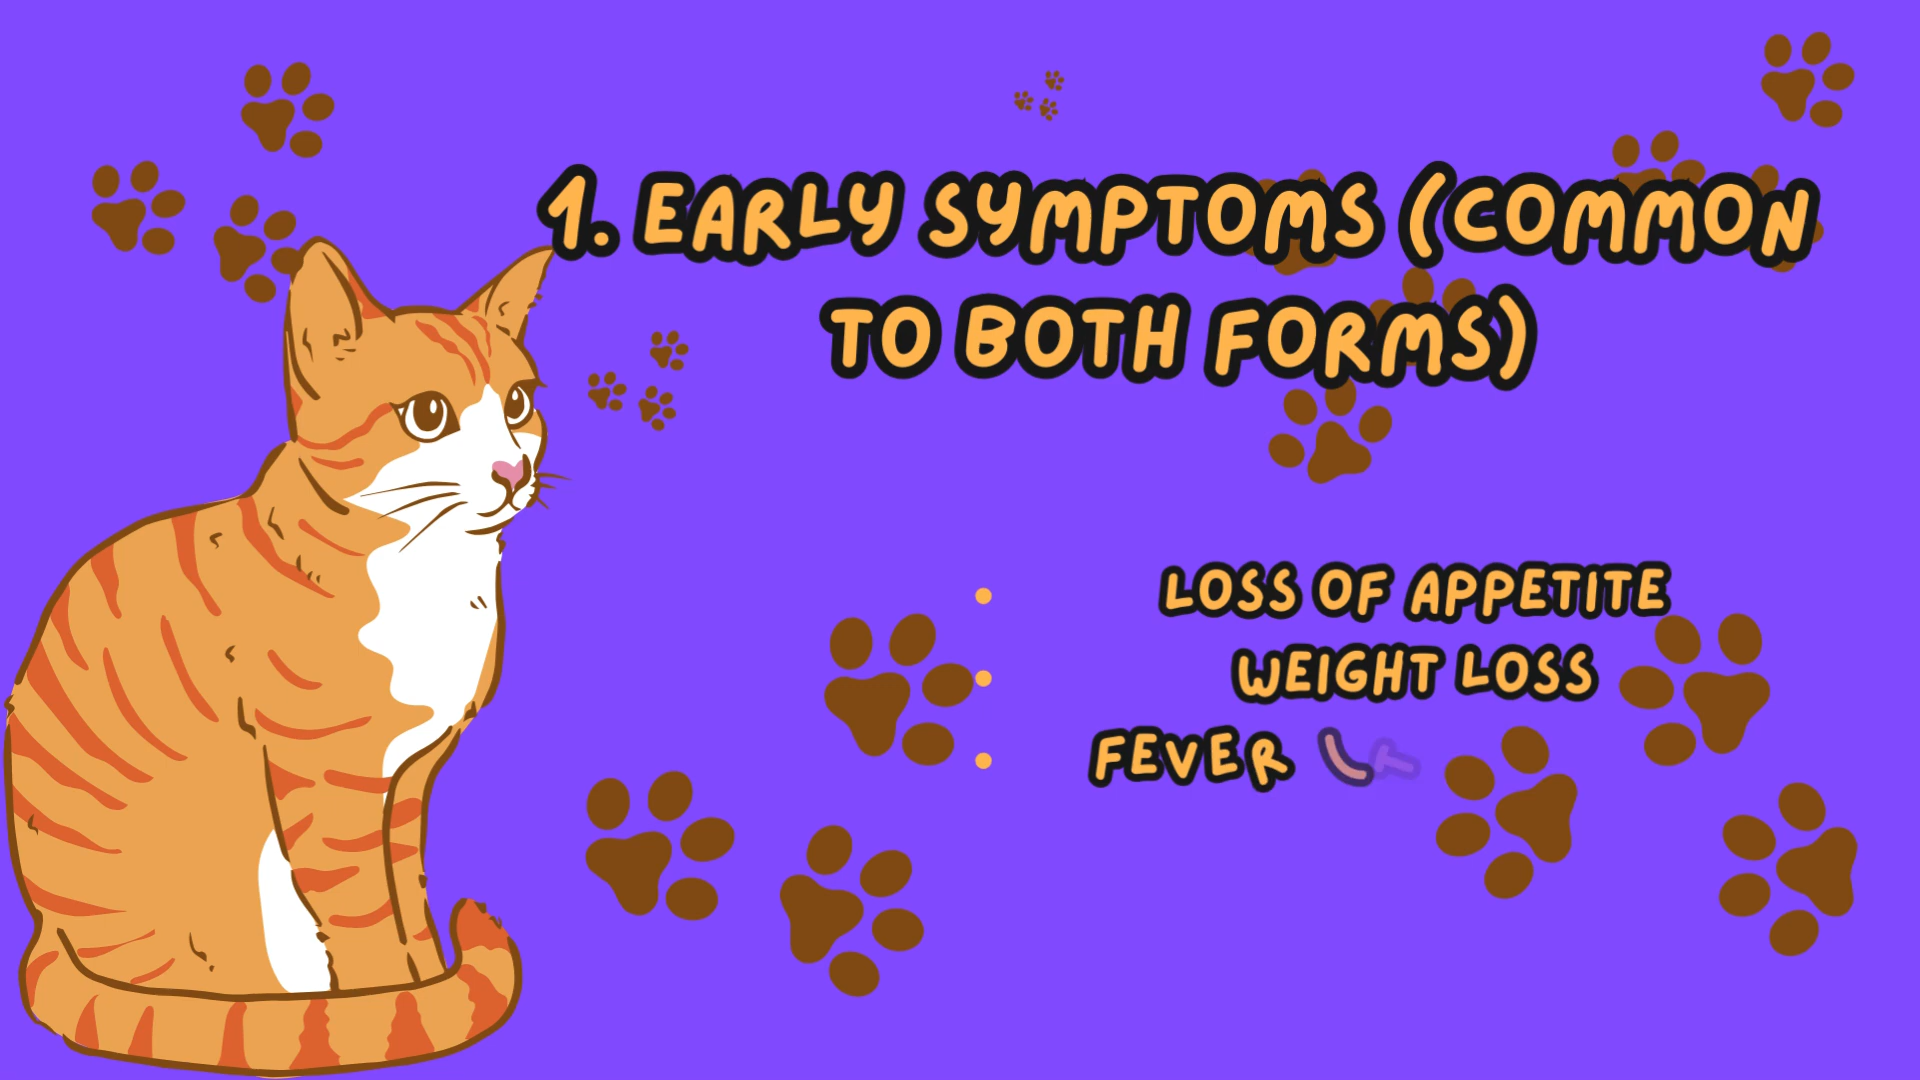 1. EARLY SYMPTOMS (COMMON
TO BOTH FORMS)
• LOSS OF APPETITE
• WEIGHT LOSS
• FEVER